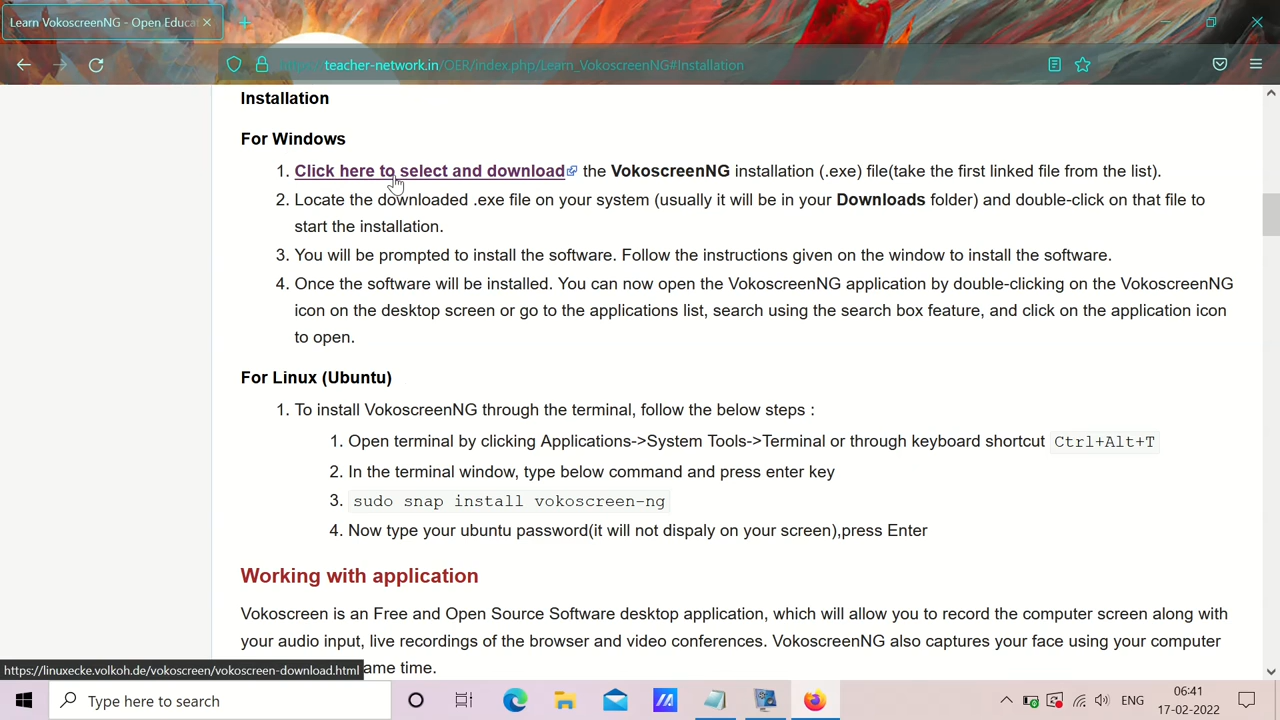 Learn VokoscreenNG - Open Educa
teacher-network.in/OER/index.php/Learn_VokoscreenNG#Installation
Installation
For Windows
1. Click here to select and download the VokoscreenNG installation (.exe) file(take the first linked file from the list).
2. Locate the downloaded .exe file on your system (usually it will be in your Downloads folder) and double-click on that file to
start the installation.
3. You will be prompted to install the software. Follow the instructions given on the window to install the software.
4. Once the software will be installed. You can now open the VokoscreenNG application by double-clicking on the VokoscreenNG
icon on the desktop screen or go to the applications list, search using the search box feature, and click on the application icon
to open.
For Linux (Ubuntu)
1. To install VokoscreenNG through the terminal, follow the below steps :
1. Open terminal by clicking Applications->System Tools->Terminal or through keyboard shortcut Ctrl+Alt+T
2. In the terminal window, type below command and press enter key
3. sudo snap install vokoscreen-ng
4. Now type your ubuntu password(it will not dispaly on your screen),press Enter
Working with application
Vokoscreen is an Free and Open Source Software desktop application, which will allow you to record the computer screen along with
your audio input, live recordings of the browser and video conferences. VokoscreenNG also captures your face using your computer
ame time.
https://linuxecke.volkoh.de/vokoscreen/vokoscreen-download.html
Type here to search
ENG
06:41
17-02-2022